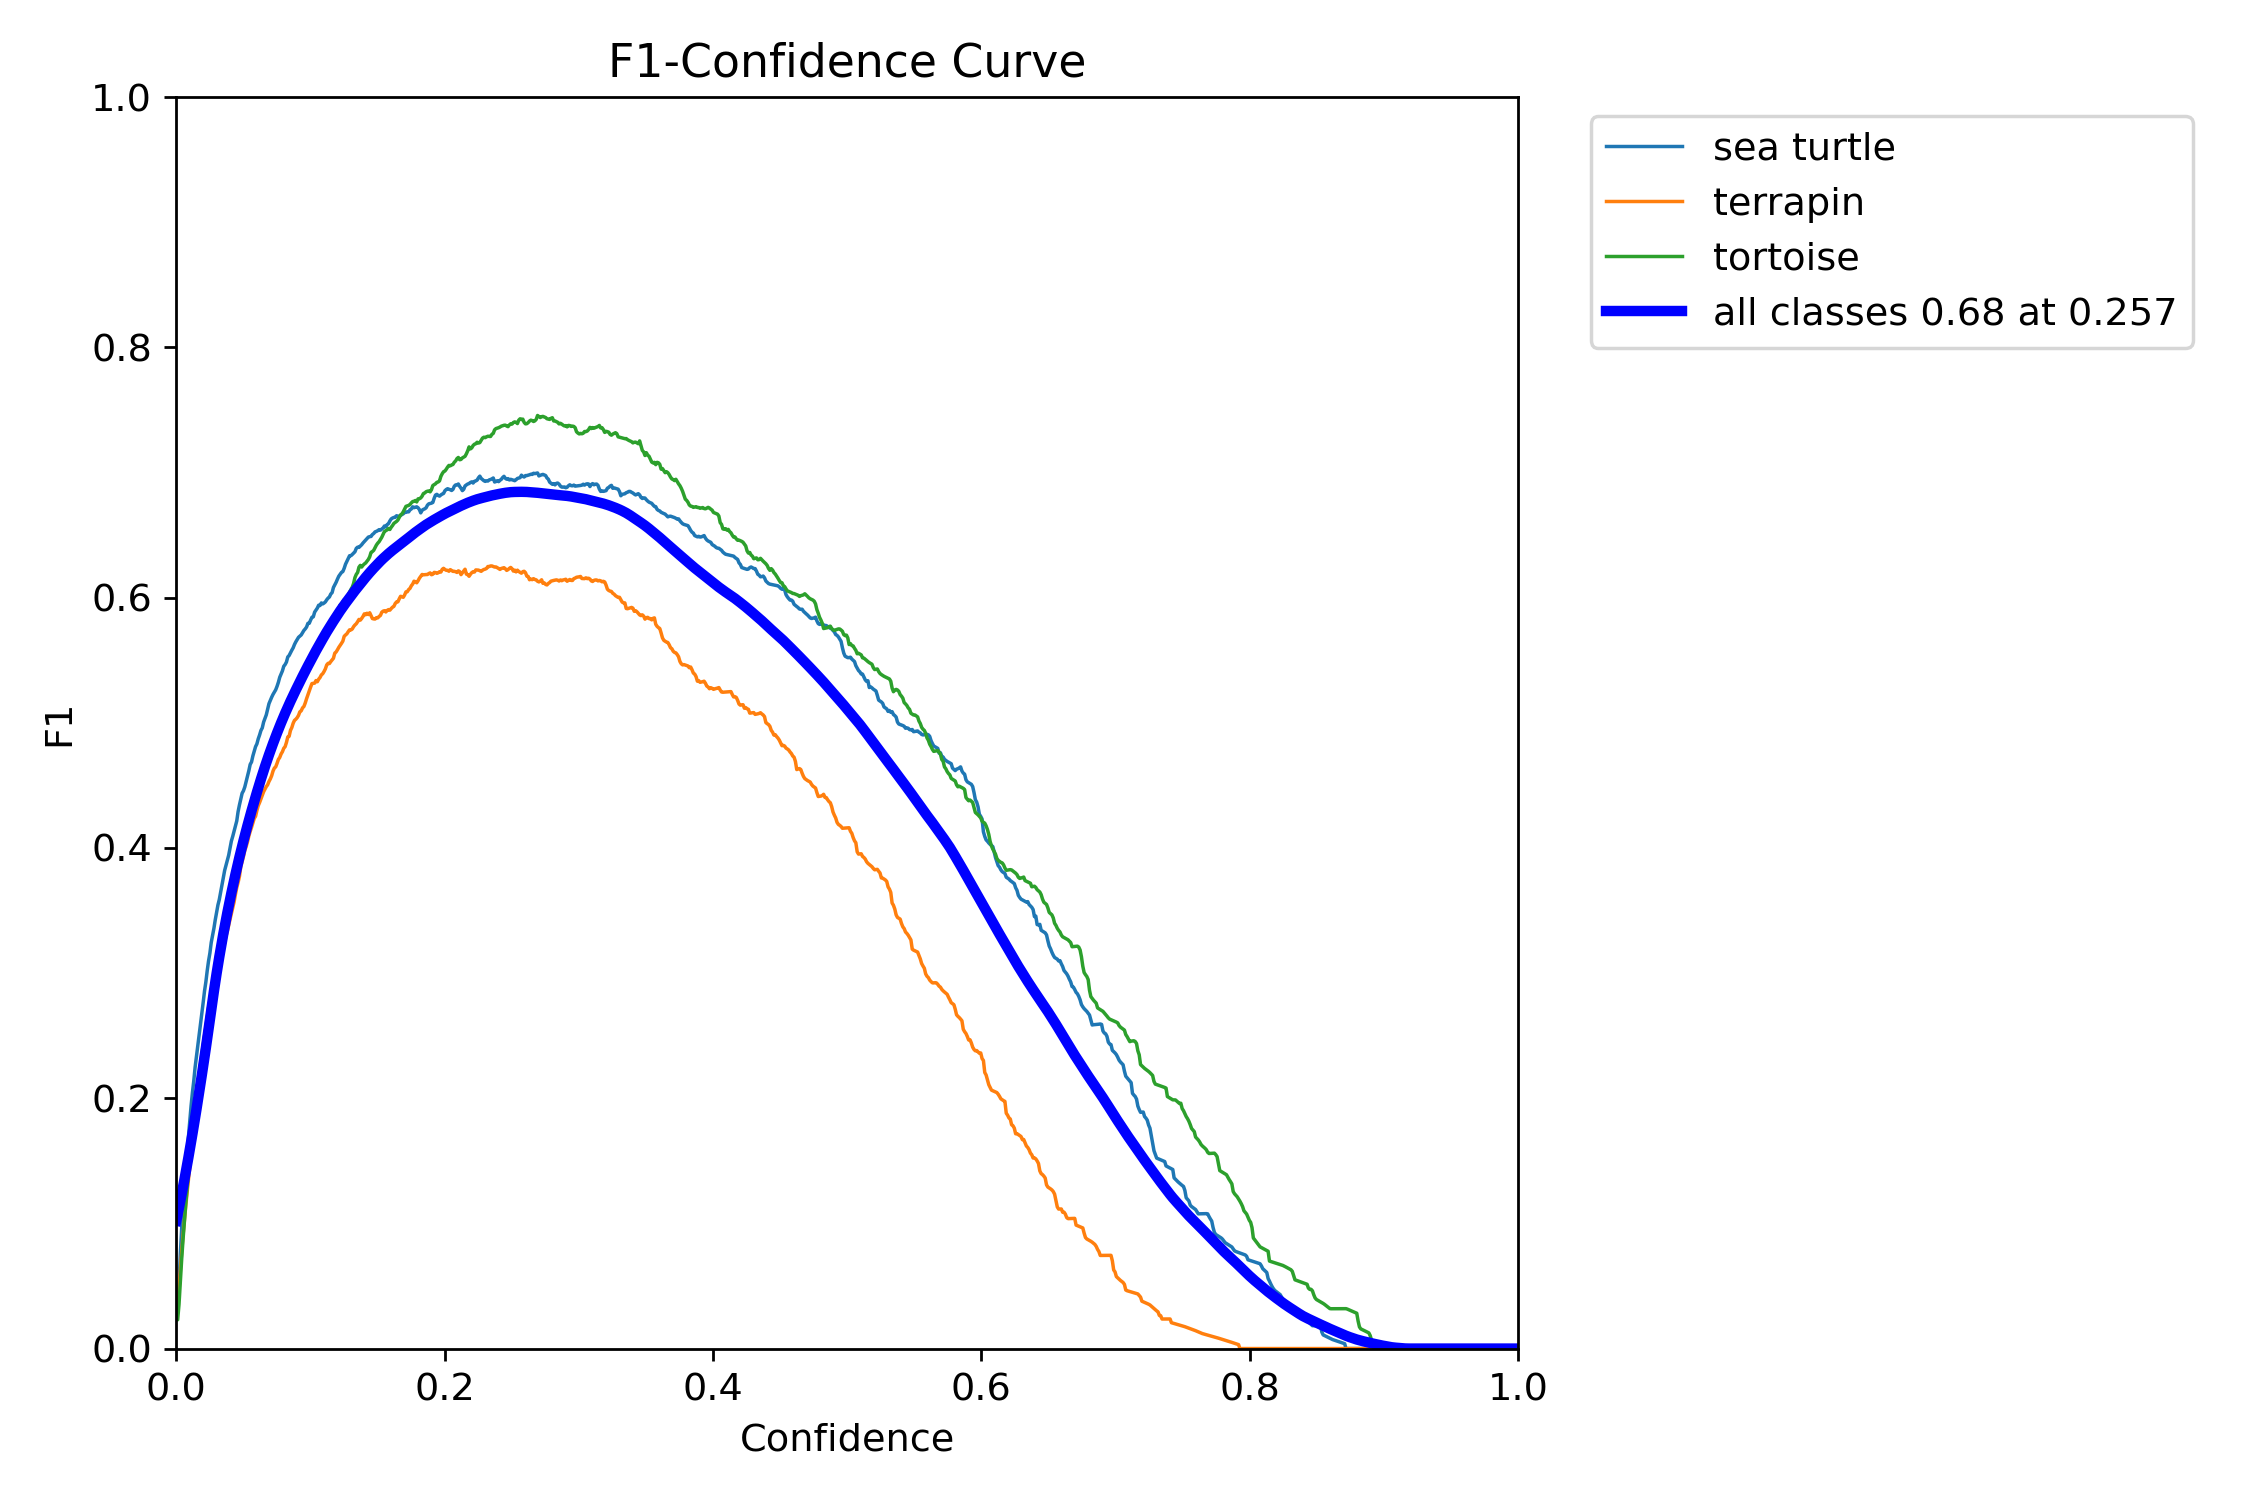 F1-Confidence Curve
1.0
0.8
0.6
0.4
0.2
0.0
F1
0.0 0.2 0.4 0.6 0.8 1.0
Confidence
sea turtle
terrapin
tortoise
all classes 0.68 at 0.257